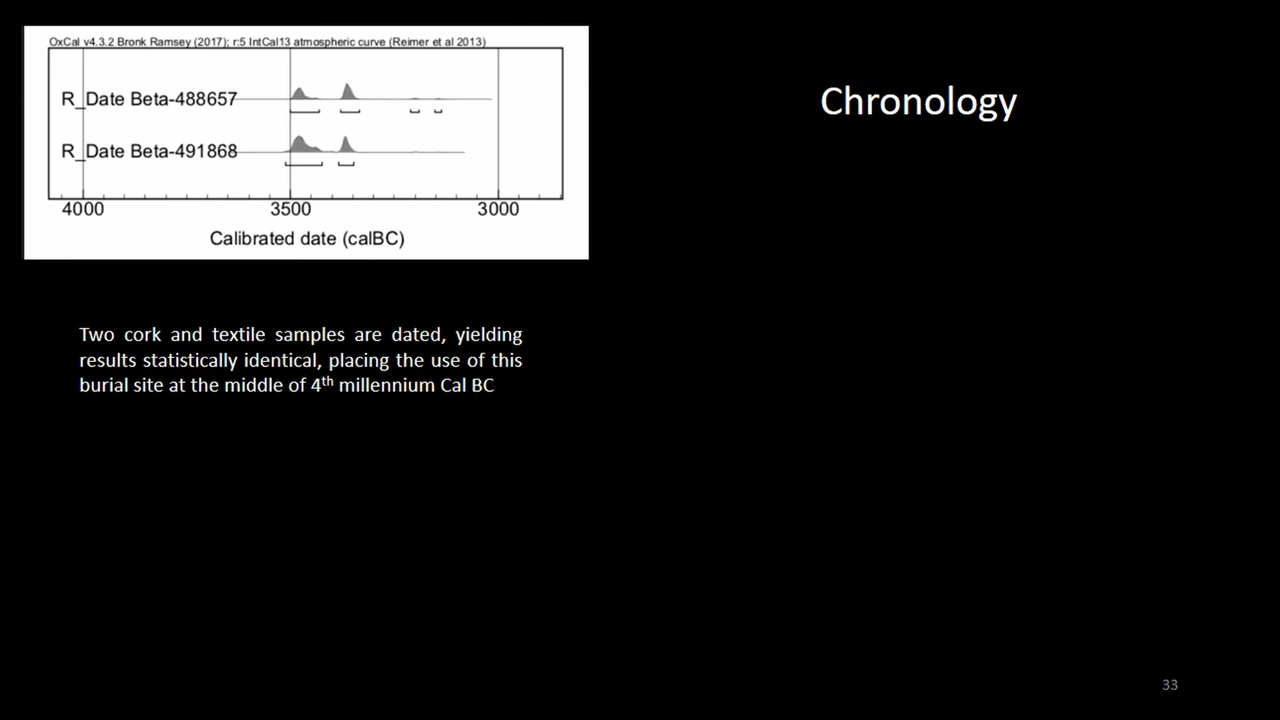 OxCal v4.3.2 Bronk Ramsey (2017); r:5 IntCal13 atmospheric curve (Reimer et al 2013)
R_Date Beta-488657
R_Date Beta-491868
4000 3500 3000
Calibrated date (calBC)
Chronology
Two cork and textile samples are dated, yielding
results statistically identical, placing the use of this
burial site at the middle of 4th millennium Cal BC
33